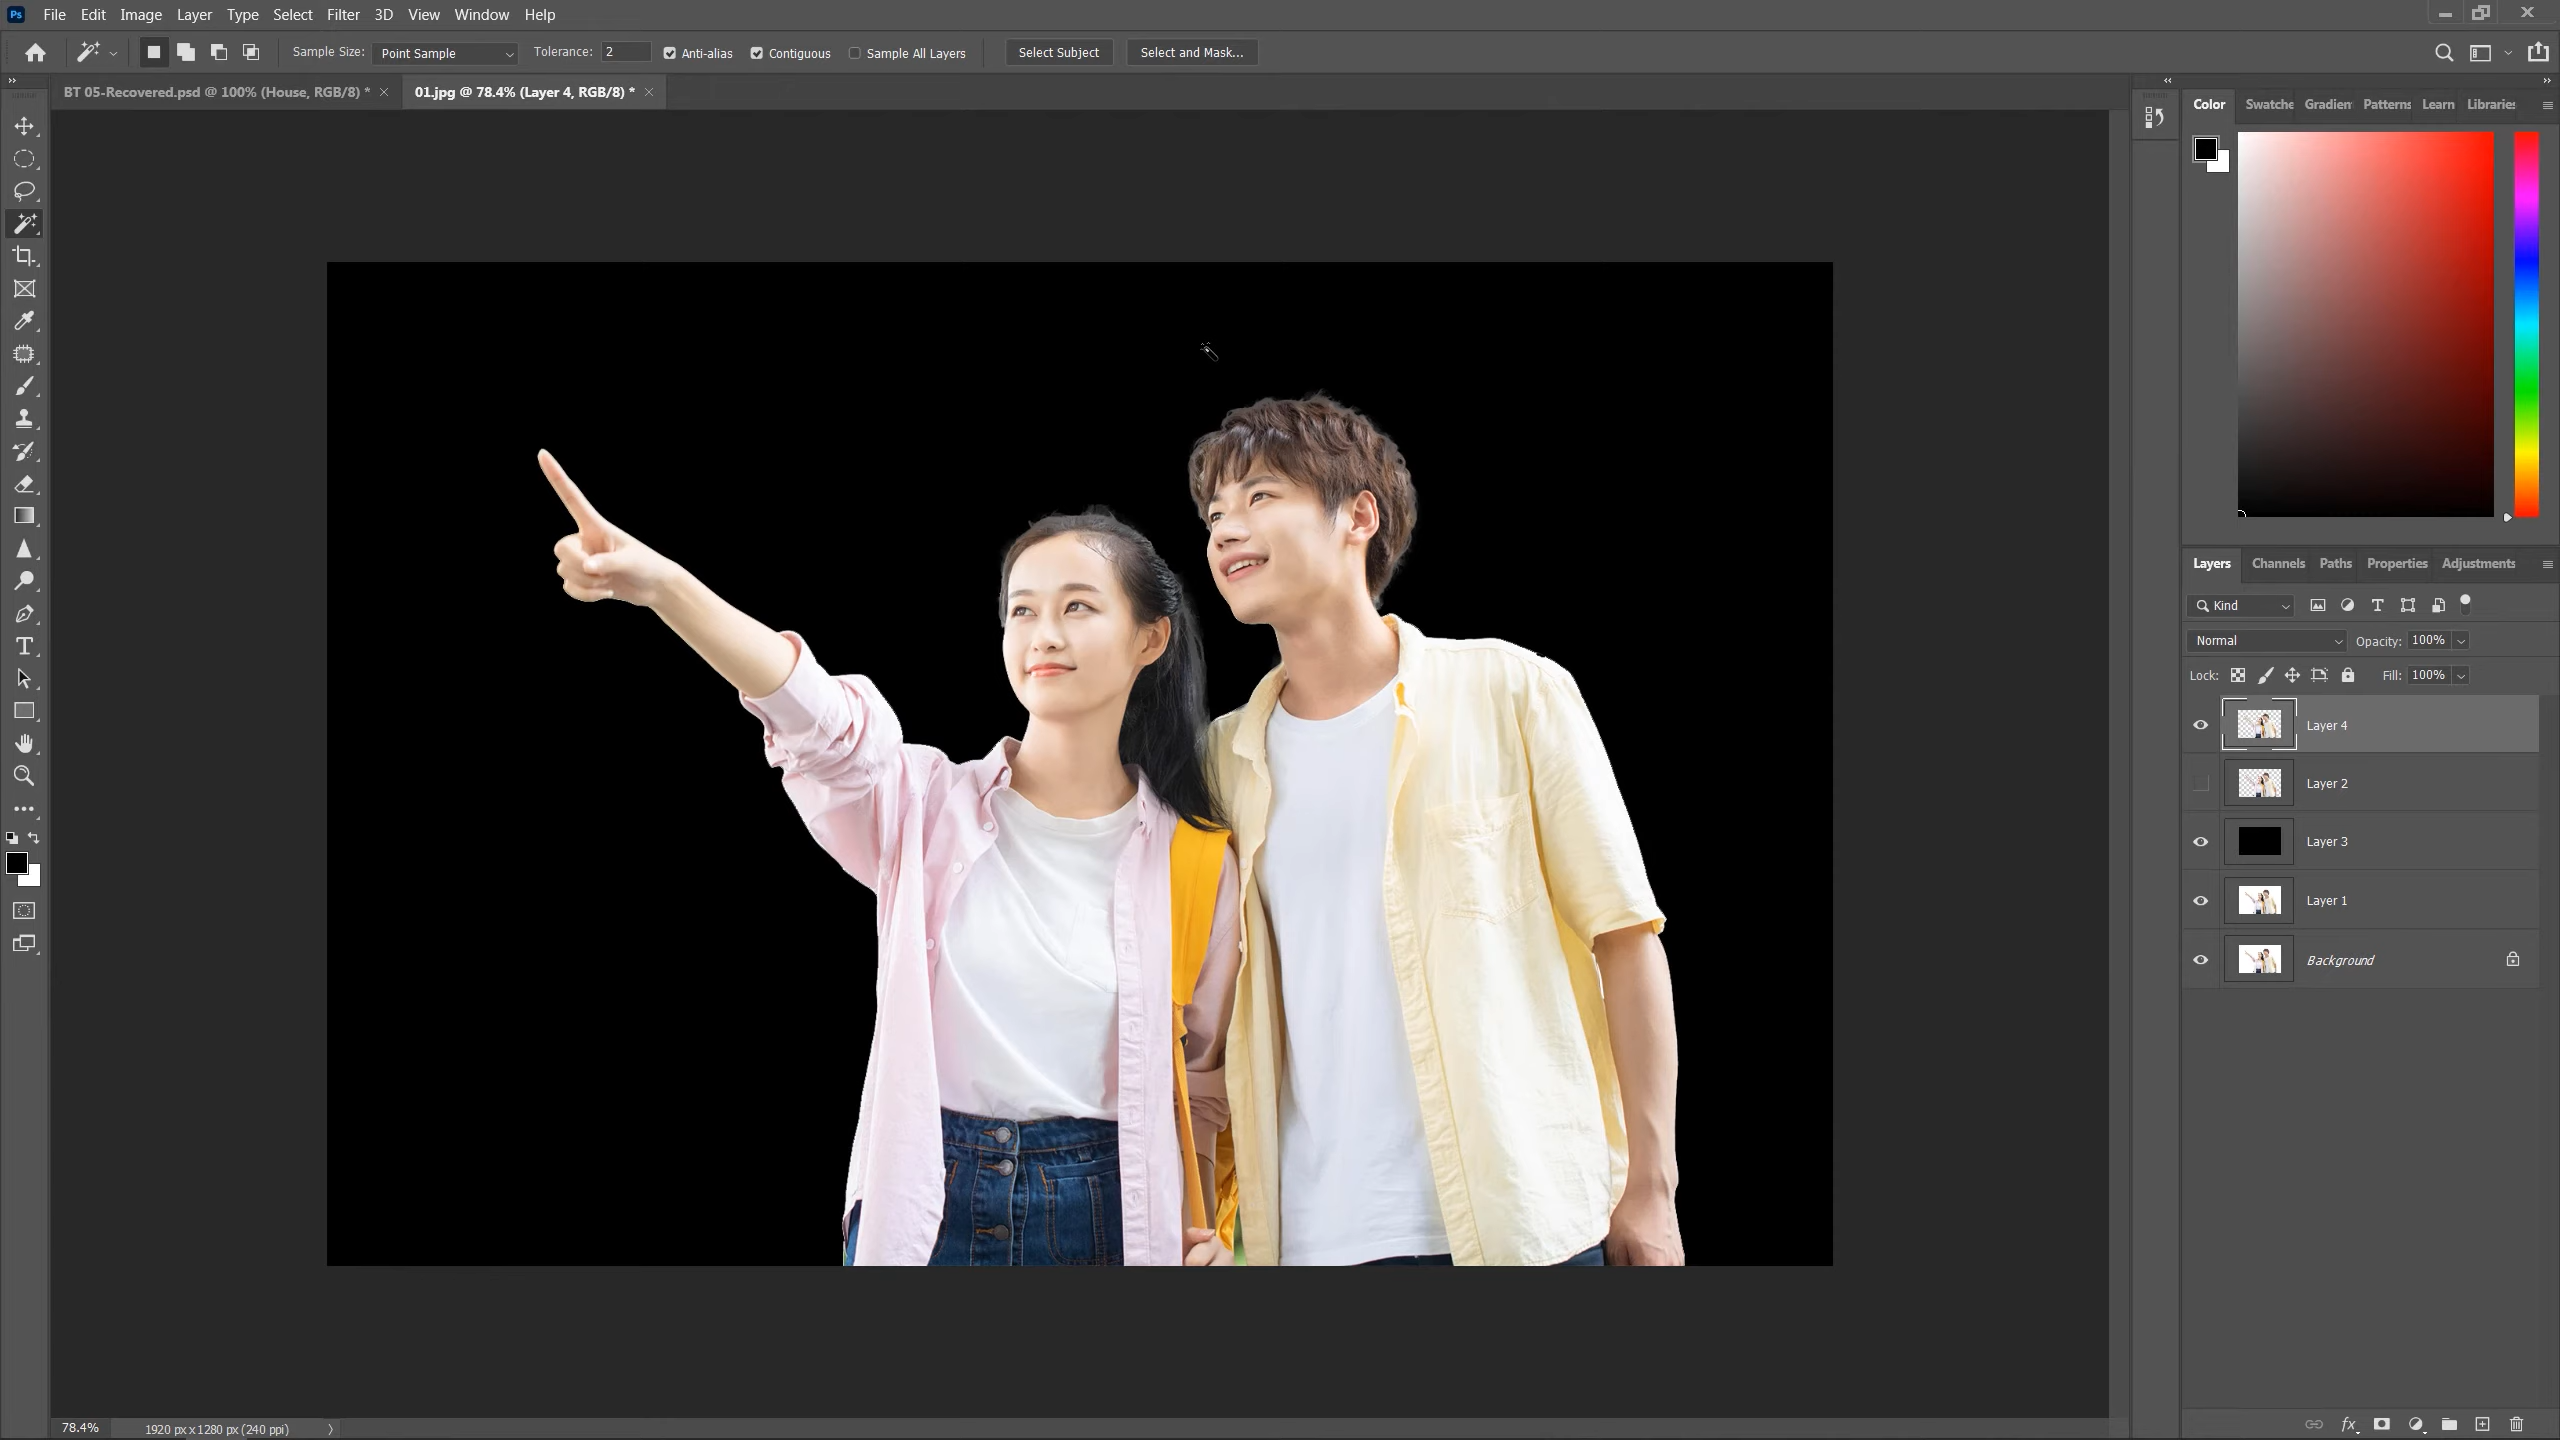 Ps File Edit Image Layer Type Select Filter 3D View Window Help
Sample Size: Point Sample Tolerance: 2 Anti-alias Contiguous Sample All Layers Select Subject Select and Mask...
BT 05-Recovered.psd @ 100% (House, RGB/8) * 01.jpg @ 78.4% (Layer 4, RGB/8) *
Color Swatche Gradien Patterns Learn Libraries
Layers Channels Paths Properties Adjustments
Kind
Normal Opacity: 100%
Lock: Fill: 100%
Layer 4
Layer 2
Layer 3
Layer 1
Background
fx
78.4% 1920 px x 1280 px (240 ppi)